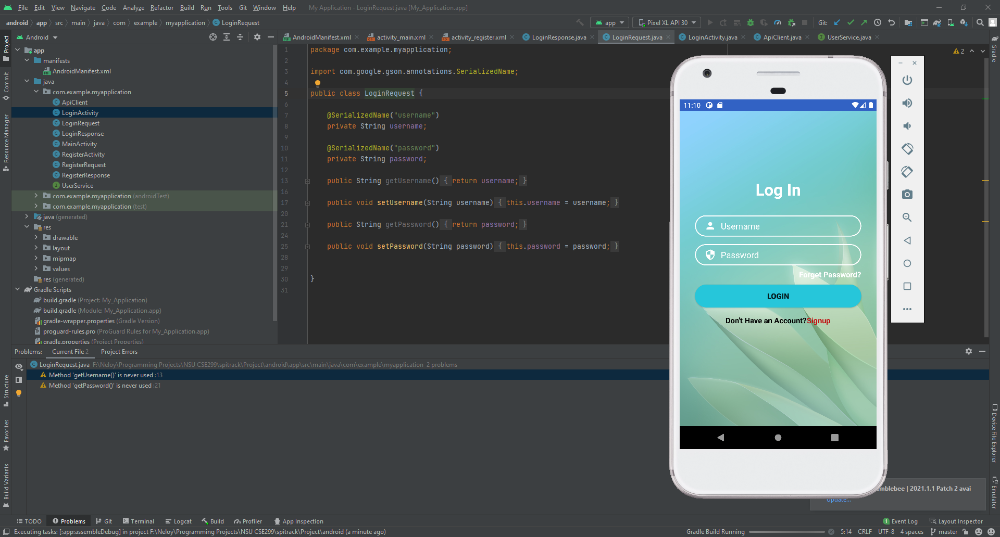 File Edit View Navigate Code Analyze Refactor Build Run Tools Git Window Help My Application - LoginRequest.java [My_Application.app]
android app src main java com example myapplication LoginRequest app Pixel XL API 30 Git:
Android AndroidManifest.xml activity_main.xml activity_register.xml LoginResponse.java LoginRequest.java LoginActivity.java ApiClient.java UserService.java
Project
Commit
Resource Manager
Structure
Favorites
Build Variants
app
manifests
AndroidManifest.xml
java
com.example.myapplication
ApiClient
LoginActivity
LoginRequest
LoginResponse
MainActivity
RegisterActivity
RegisterRequest
RegisterResponse
UserService
com.example.myapplication (androidTest)
com.example.myapplication (test)
java (generated)
res
drawable
layout
mipmap
values
res (generated)
Gradle Scripts
build.gradle (Project: My_Application)
build.gradle (Module: My_Application.app)
gradle-wrapper.properties (Gradle Version)
proguard-rules.pro (ProGuard Rules for My_Application.app)
gradle.properties (Project Properties)
1 package com.example.myapplication;
2
3 import com.google.gson.annotations.SerializedName;
4
5 public class LoginRequest {
6
7 @SerializedName("username")
8 private String username;
9
10 @SerializedName("password")
11 private String password;
12
13 public String getUsername() { return username; }
16
17 public void setUsername(String username) { this.username = username; }
20
21 public String getPassword() { return password; }
24
25 public void setPassword(String password) { this.password = password; }
28
29
30 }
31
2
11:10
Log In
Username
Password
Forget Password?
LOGIN
Don't Have an Account?Signup
Gradle
Device File Explorer
Emulator
Problems: Current File 2 Project Errors
LoginRequest.java F:\Neloy\Programming Projects\NSU CSE299\spitrack\Project\android\app\src\main\java\com\example\myapplication 2 problems
Method 'getUsername()' is never used :13
Method 'getPassword()' is never used :21
emblebee | 2021.1.1 Patch 2 avai
Update...
TODO Problems Git Terminal Logcat Build Profiler App Inspection 1 Event Log Layout Inspector
Executing tasks: [:app:assembleDebug] in project F:\Neloy\Programming Projects\NSU CSE299\spitrack\Project\android (a minute ago) Gradle Build Running 5:14 CRLF UTF-8 4 spaces master